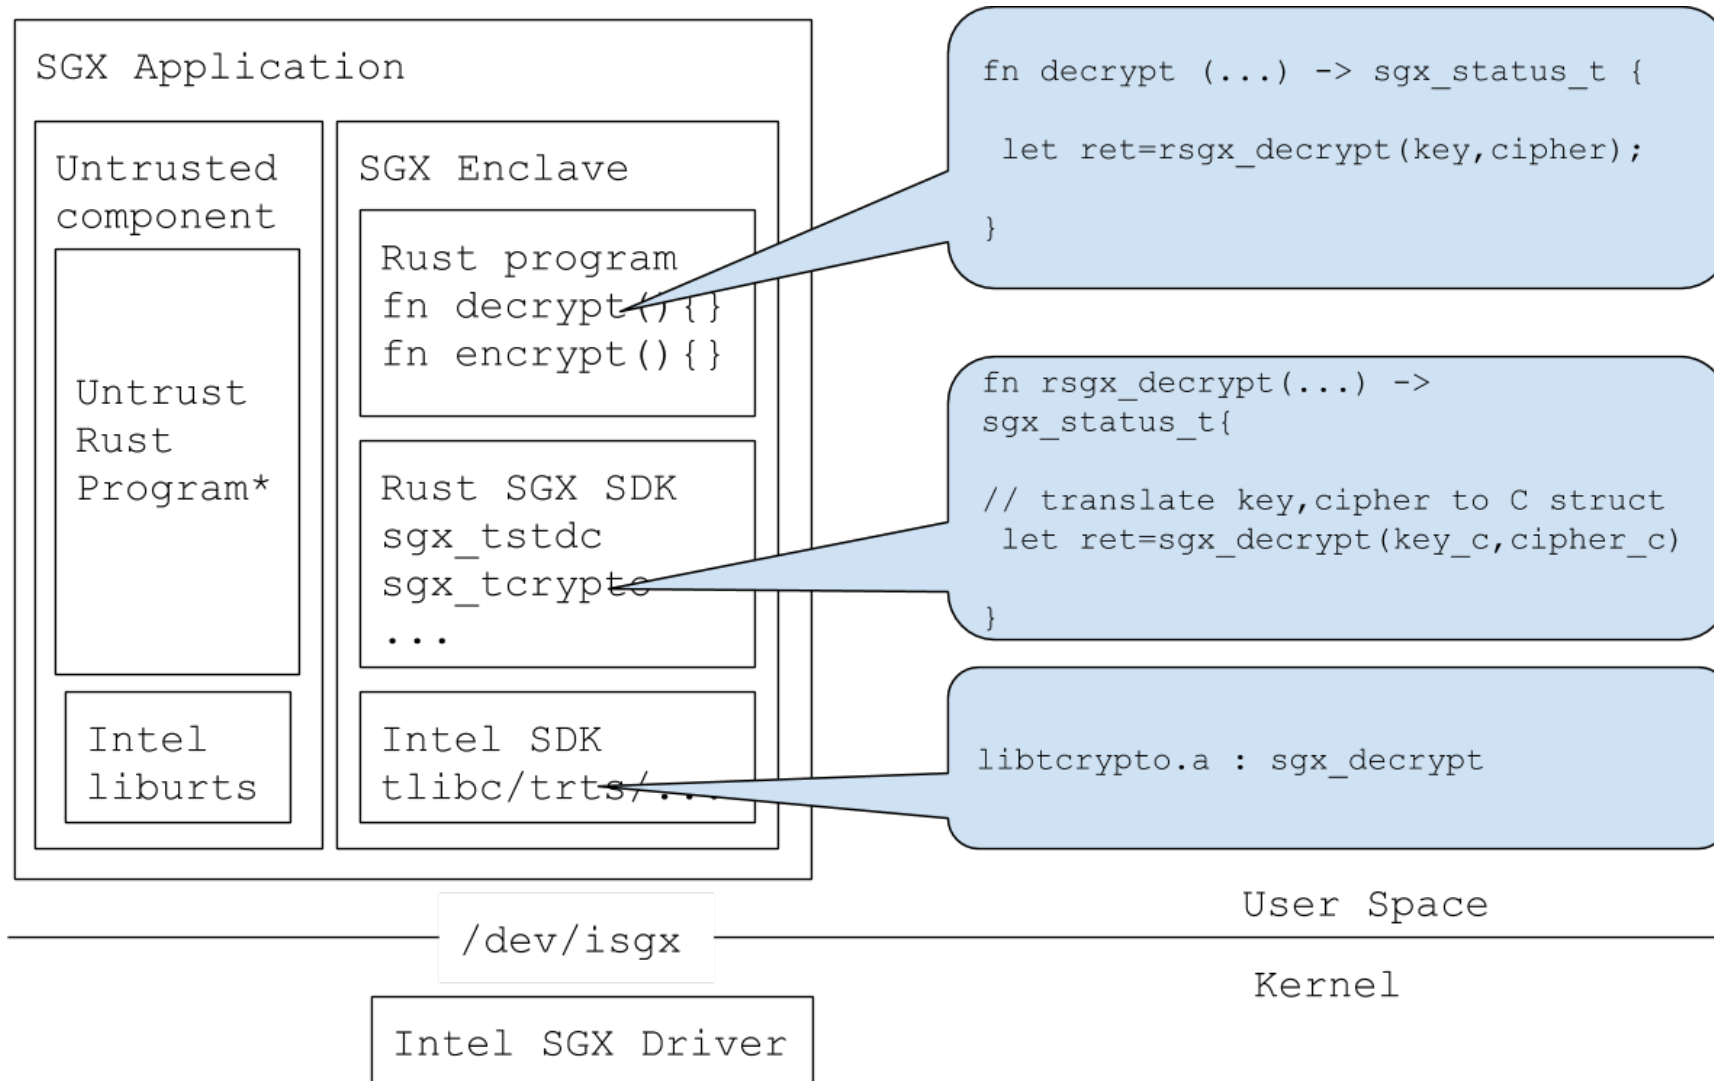 SGX Application
Untrusted
component
Untrust
Rust
Program*
Intel
liburts
SGX Enclave
Rust program
fn decrypt(){}
fn encrypt(){}
Rust SGX SDK
sgx_tstdc
sgx_tcrypto
...
Intel SDK
tlibc/trts/...
fn decrypt (...) -> sgx_status_t {
let ret=rsgx_decrypt(key,cipher);
}
fn rsgx_decrypt(...) ->
sgx_status_t{
// translate key,cipher to C struct
let ret=sgx_decrypt(key_c,cipher_c)
}
libtcrypto.a : sgx_decrypt
User Space
/dev/isgx
Kernel
Intel SGX Driver